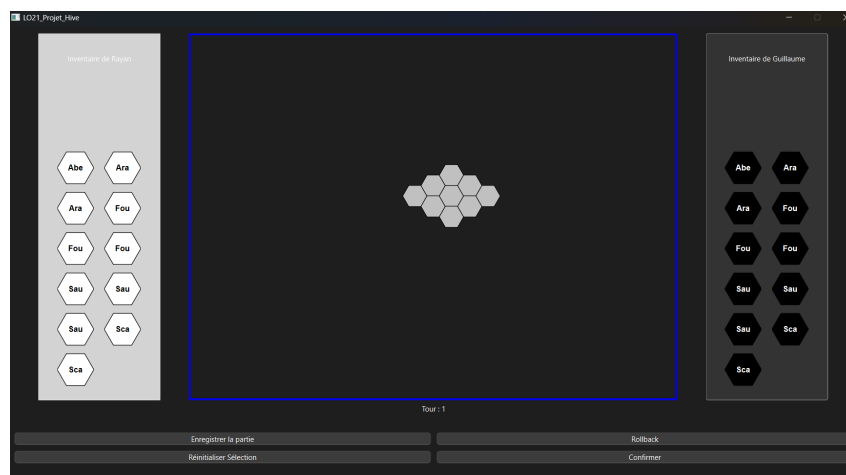 LO21_Projet_Hive
Inventaire de Rayan
Inventaire de Guillaume
Abe Ara
Ara Fou
Fou Fou
Sau Sau
Sau Sca
Sca
Abe Ara
Ara Fou
Fou Fou
Sau Sau
Sau Sca
Sca
Tour : 1
Enregistrer la partie
Rollback
Réinitialiser Sélection
Confirmer